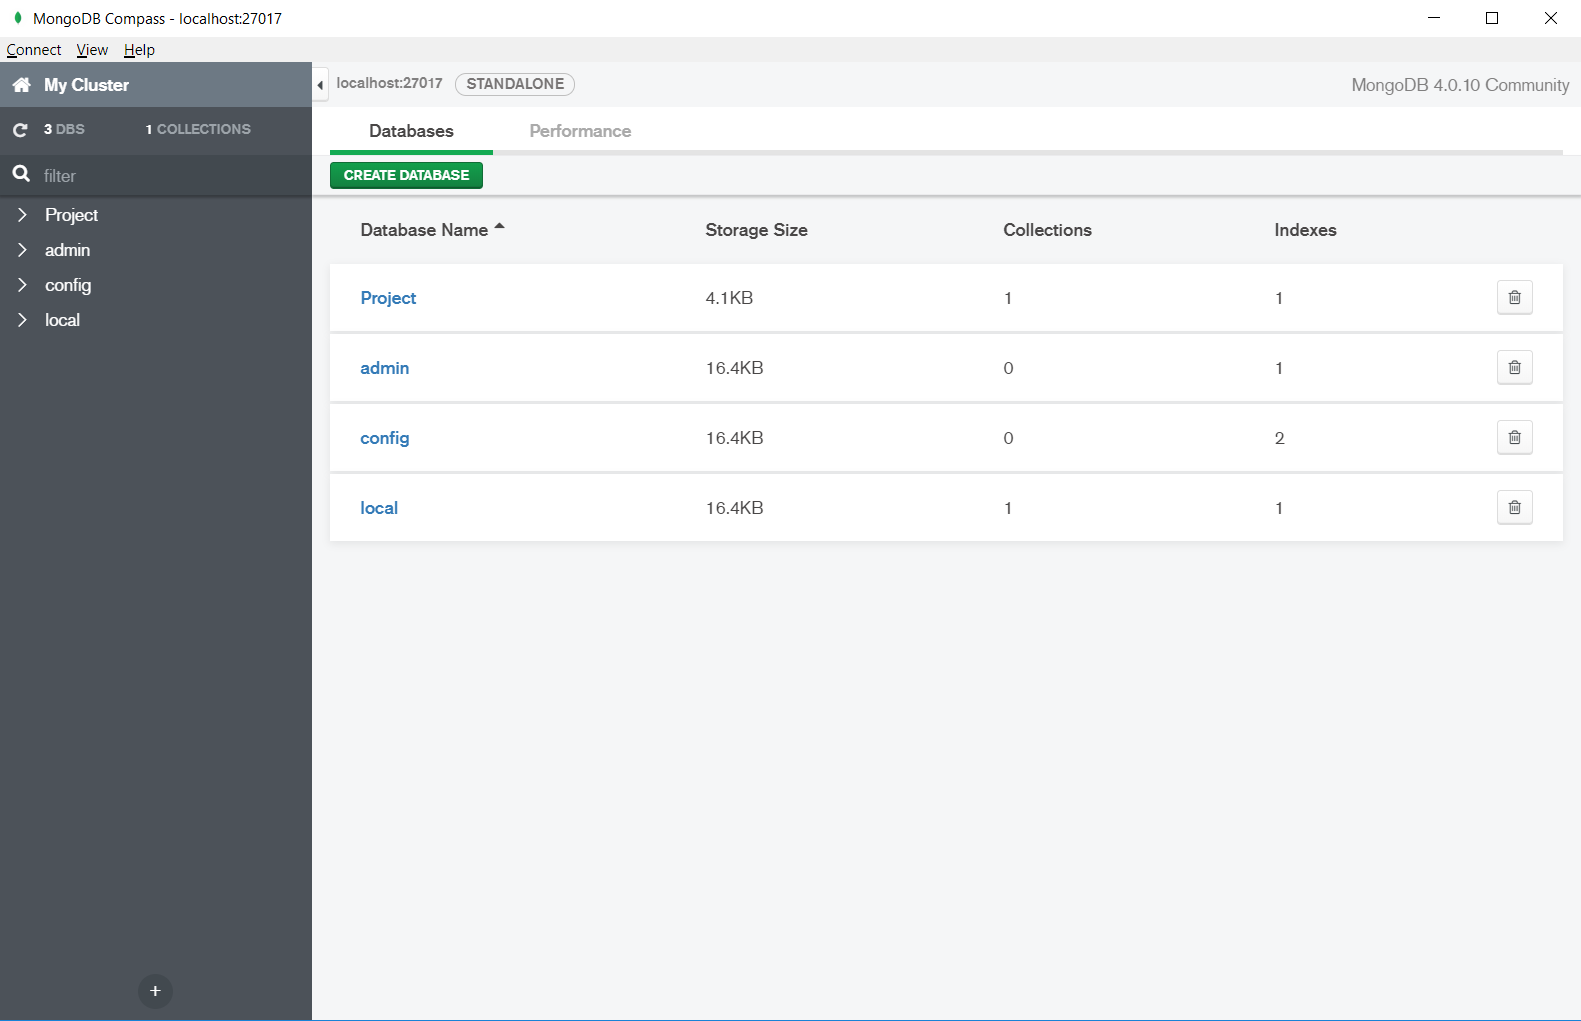 MongoDB Compass - localhost:27017
Connect View Help
My Cluster
localhost:27017 STANDALONE MongoDB 4.0.10 Community
3 DBS 1 COLLECTIONS
Databases Performance
filter
CREATE DATABASE
Project
admin
config
local
Database Name Storage Size Collections Indexes
Project 4.1KB 1 1
admin 16.4KB 0 1
config 16.4KB 0 2
local 16.4KB 1 1